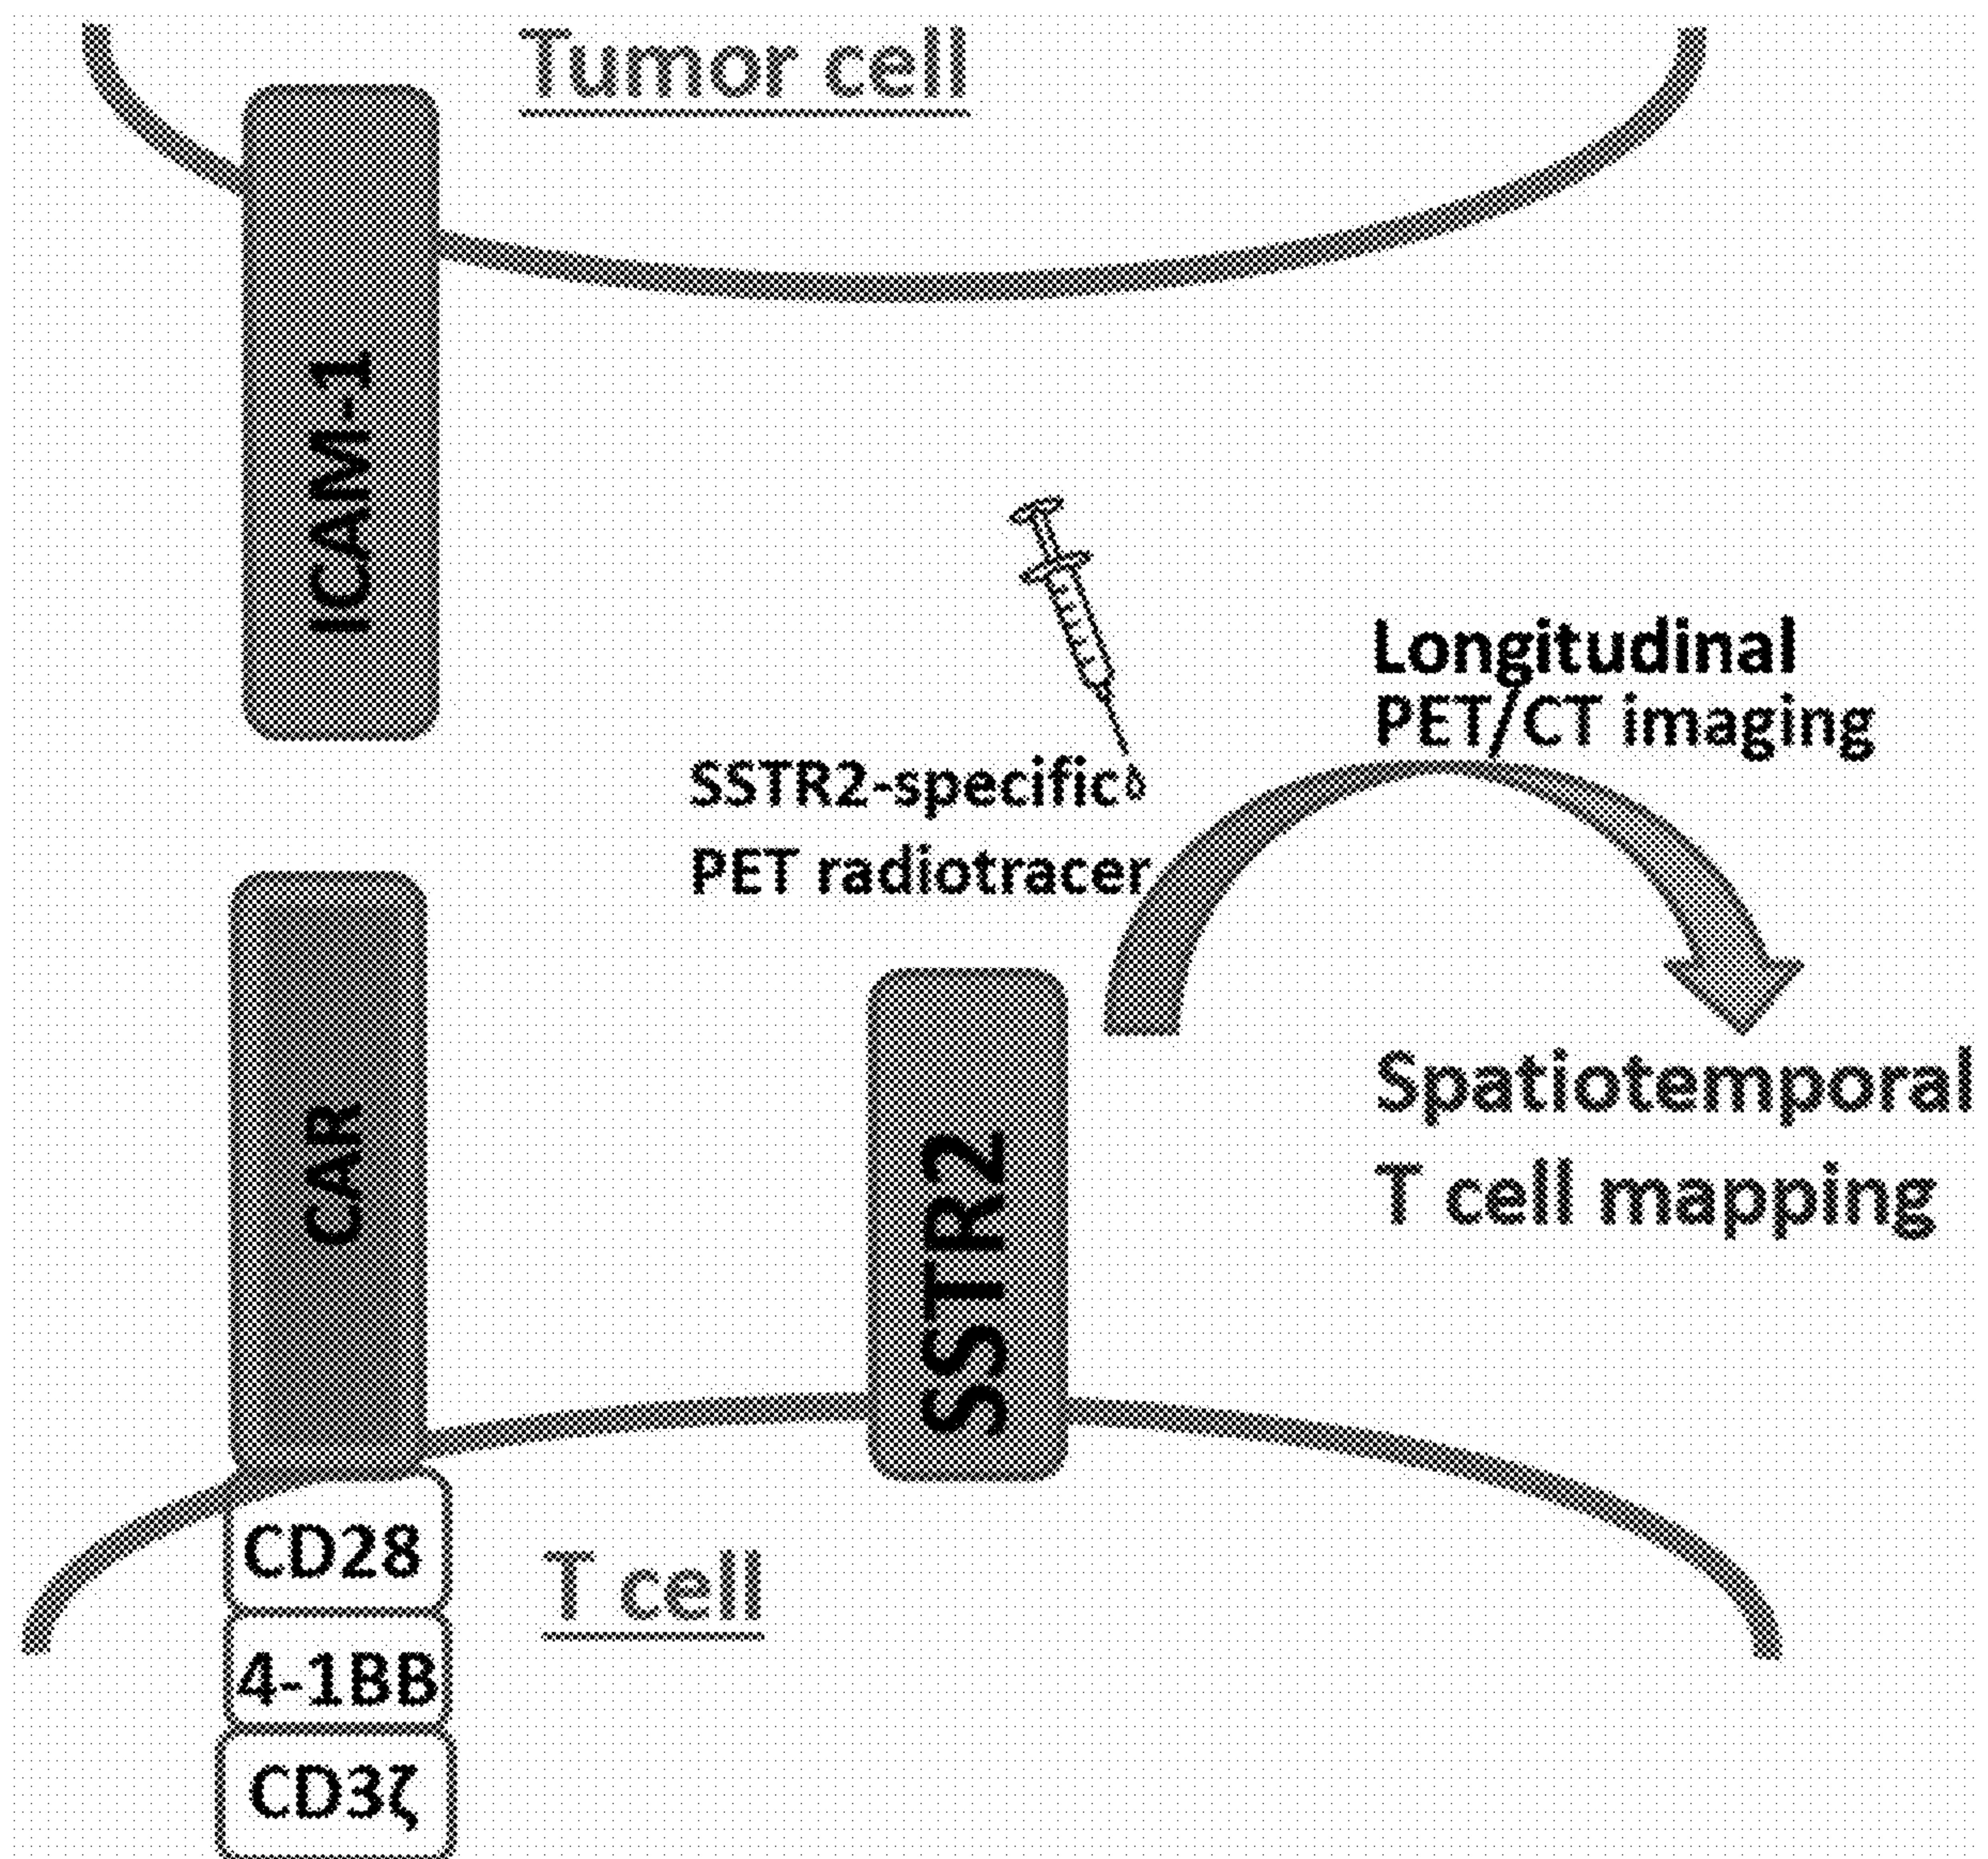 Tumor cell
ICAM-1
Longitudinal
PET/CT imaging
SSTR2-specific
PET radiotracer
CAR
SSTR2
Spatiotemporal
T cell mapping
CD28
T cell
4-1BB
CD3ζ